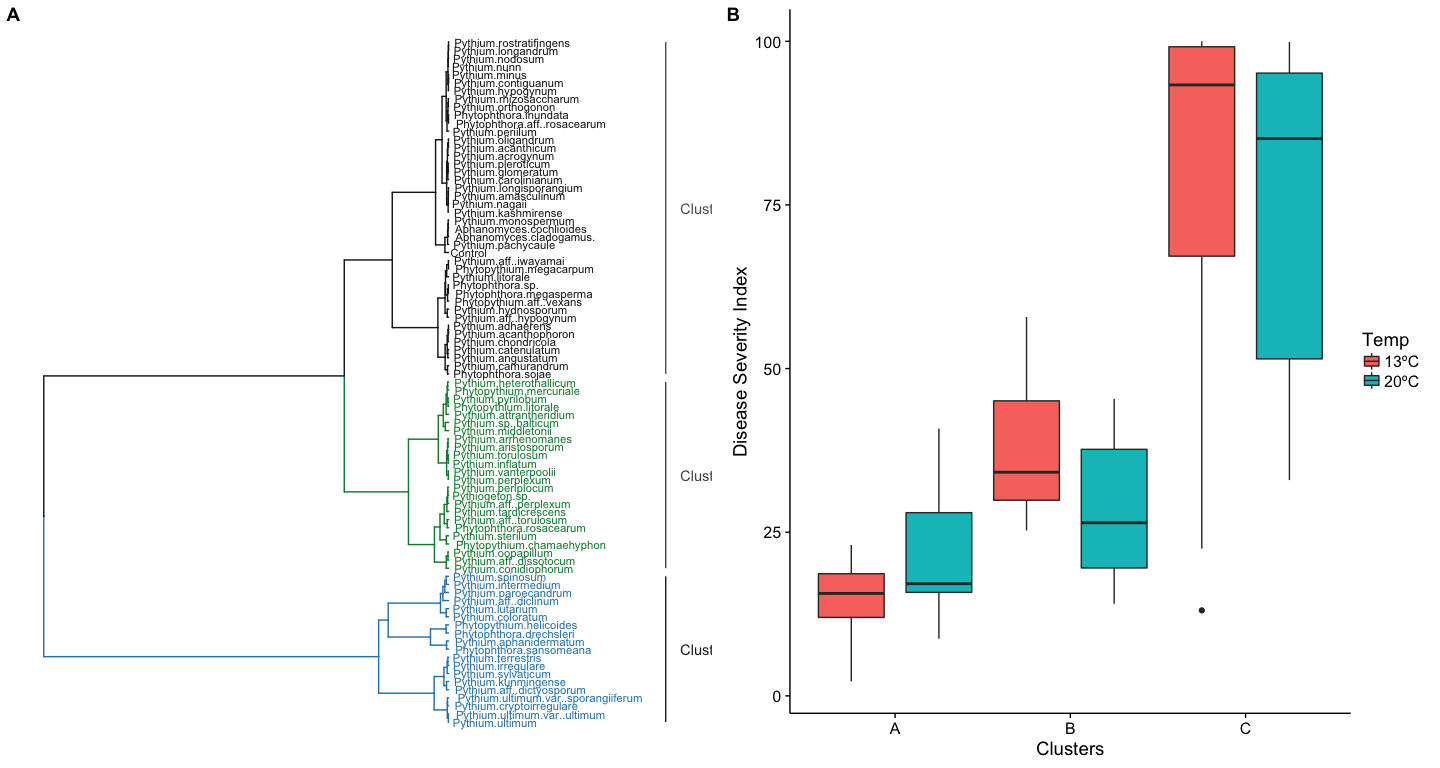 A
Pythium.rostratifingens
Pythium.longandrum
Pythium.nodosum
Pythium.nunn
Pythium.minus
Pythium.contiguanum
Pythium.hypogynum
Pythium.rhizosaccharum
Pythium.orthogonon
Phytophthora.inundata
Phytophthora.aff..rosacearum
Pythium.periilum
Pythium.oligandrum
Pythium.acanthicum
Pythium.acrogynum
Pythium.pleroticum
Pythium.glomeratum
Pythium.carolinianum
Pythium.longisporangium
Pythium.amasculinum
Pythium.nagaii
Pythium.kashmirense
Pythium.monospermum
Aphanomyces.cochlioides
Aphanomyces.cladogamus.
Pythium.pachycaule
Control
Pythium.aff..iwayamai
Phytopythium.megacarpum
Pythium.litorale
Phytophthora.sp.
Phytophthora.megasperma
Phytopythium.aff..vexans
Pythium.hydnosporum
Pythium.aff..hypogynum
Pythium.adhaerens
Pythium.acanthophoron
Pythium.chondricola
Pythium.catenulatum
Pythium.angustatum
Pythium.camurandrum
Phytophthora.sojae
Clust
Pythium.heterothallicum
Phytopythium.mercuriale
Pythium.pyrilobum
Phytopythium.litorale
Pythium.attrantheridium
Pythium.sp..balticum
Pythium.middletonii
Pythium.arrhenomanes
Pythium.aristosporum
Pythium.torulosum
Pythium.inflatum
Pythium.vanterpoolii
Pythium.perplexum
Pythium.periplocum
Pythiogeton.sp.
Pythium.aff..perplexum
Pythium.tardicrescens
Pythium.aff..torulosum
Phytophthora.rosacearum
Pythium.sterilum
Phytopythium.chamaehyphon
Pythium.oopapillum
Pythium.aff..dissotocum
Pythium.conidiophorum
Clust
Pythium.spinosum
Pythium.intermedium
Pythium.paroecandrum
Pythium.aff..diclinum
Pythium.lutarium
Pythium.coloratum
Phytopythium.helicoides
Phytophthora.drechsleri
Pythium.aphanidermatum
Phytophthora.sansomeana
Pythium.terrestris
Pythium.irregulare
Pythium.sylvaticum
Pythium.kunmingense
Pythium.aff..dictyosporum
Pythium.ultimum.var..sporangiiferum
Pythium.cryptoirregulare
Pythium.ultimum.var..ultimum
Pythium.ultimum
Clust
B
Disease Severity Index
100
75
50
25
0
A
B
C
Clusters
Temp
13ºC
20ºC